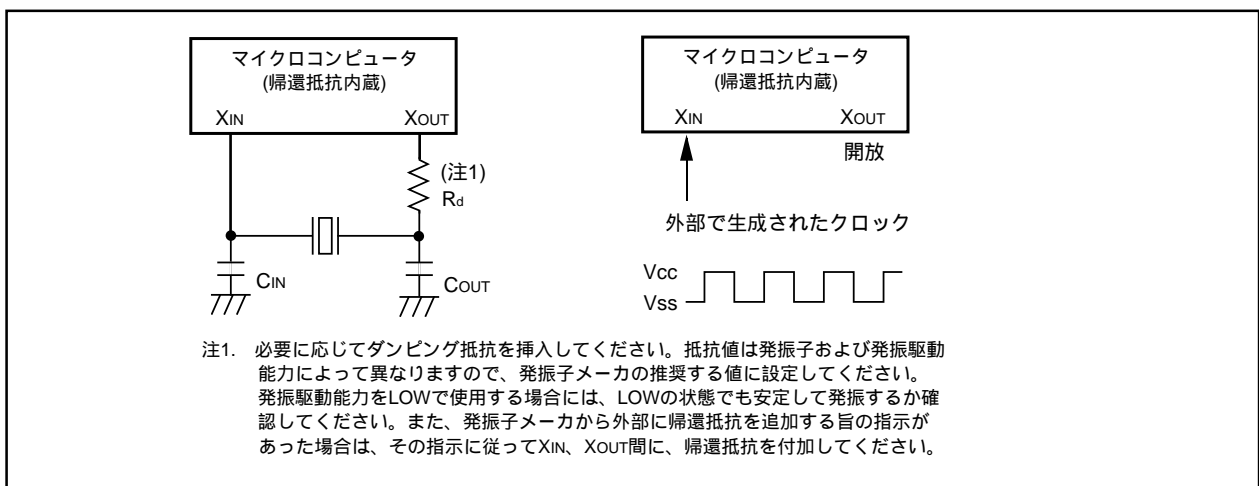 マイクロコンピュータ
(帰還抵抗内蔵)
XIN
XOUT
(注1)
Rd
CIN
COUT
マイクロコンピュータ
(帰還抵抗内蔵)
XIN
XOUT
開放
外部で生成されたクロック
Vcc
Vss
注1. 必要に応じてダンピング抵抗を挿入してください。抵抗値は発振子および発振駆動
能力によって異なりますので、発振子メーカの推奨する値に設定してください。
発振駆動能力をLOWで使用する場合には、LOWの状態でも安定して発振するか確
認してください。また、発振子メーカから外部に帰還抵抗を追加する旨の指示が
あった場合は、その指示に従ってXIN、XOUT間に、帰還抵抗を付加してください。